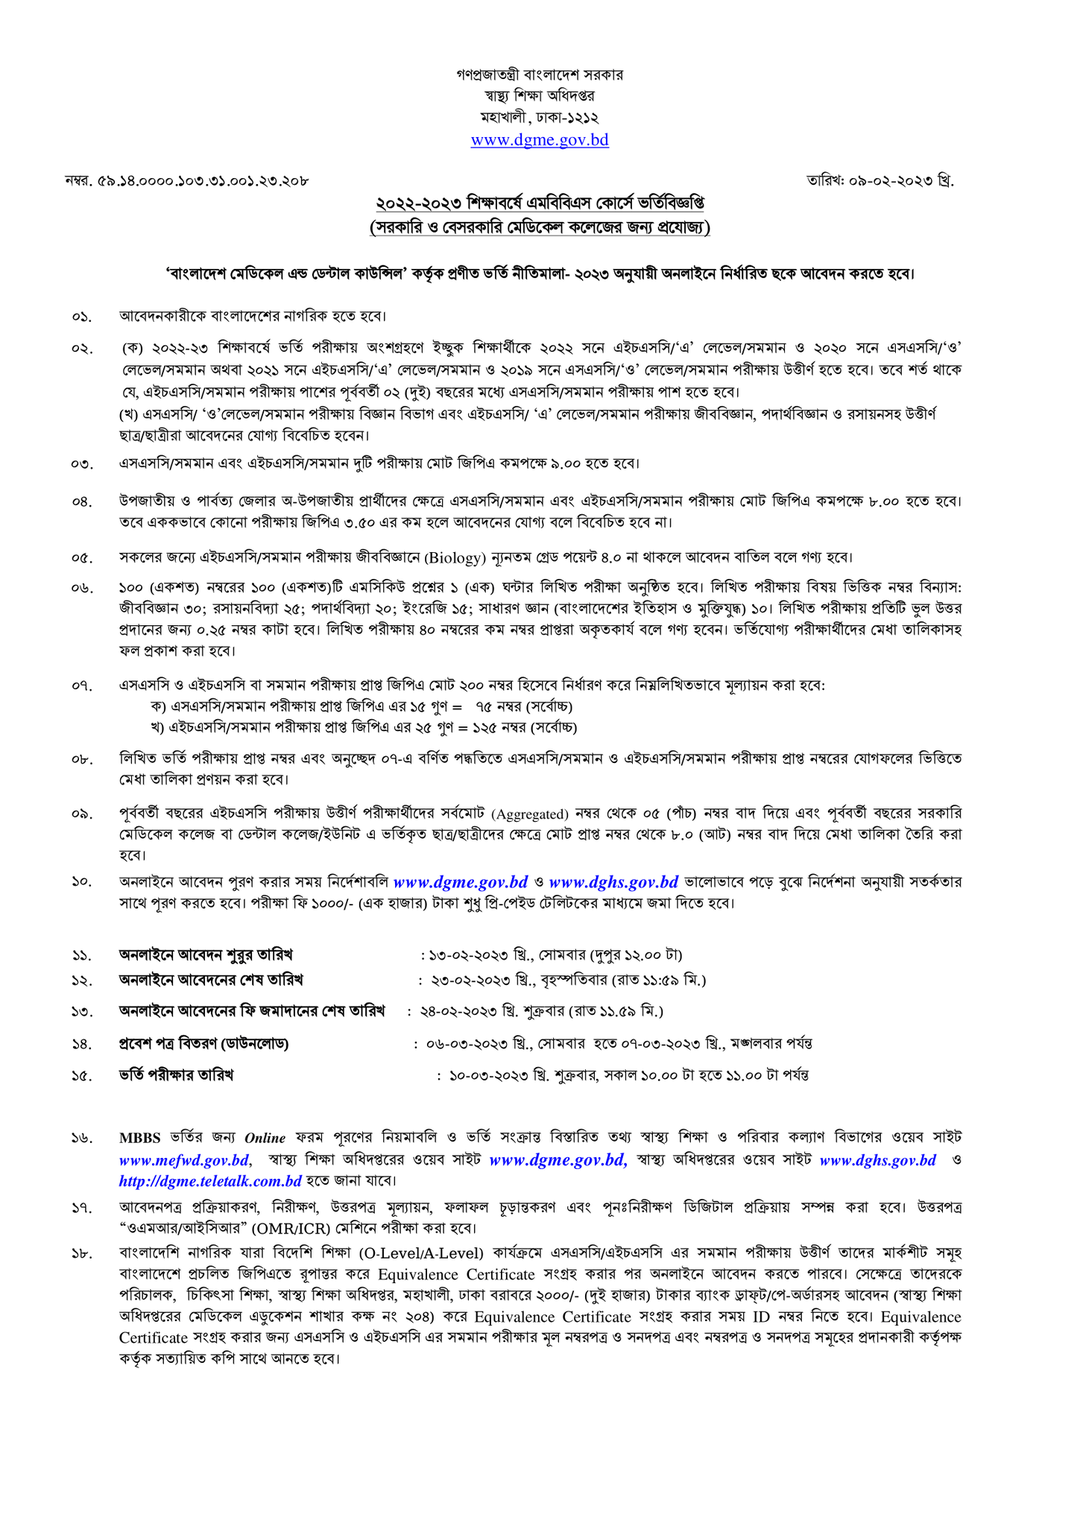 গণপ্রজাতন্ত্রী বাংলাদেশ সরকার
স্বাস্থ্য শিক্ষা অধিদপ্তর
মহাখালী, ঢাকা-১২১২
www.dgme.gov.bd
নম্বর. ৫৯.১৪.০০০০.১০৩.৩১.০০১.২৩.২০৮ তারিখ: ০৯-০২-২০২৩ খ্রি.
২০২২-২০২৩ শিক্ষাবর্ষে এমবিবিএস কোর্সে ভর্তিবিজ্ঞপ্তি
(সরকারি ও বেসরকারি মেডিকেল কলেজের জন্য প্রযোজ্য)
‘বাংলাদেশ মেডিকেল এন্ড ডেন্টাল কাউন্সিল’ কর্তৃক প্রণীত ভর্তি নীতিমালা- ২০২৩ অনুযায়ী অনলাইনে নির্ধারিত ছকে আবেদন করতে হবে।
০১. আবেদনকারীকে বাংলাদেশের নাগরিক হতে হবে।
০২. (ক) ২০২২-২৩ শিক্ষাবর্ষে ভর্তি পরীক্ষায় অংশগ্রহণে ইচ্ছুক শিক্ষার্থীকে ২০২২ সনে এইচএসসি/‘এ’ লেভেল/সমমান ও ২০২০ সনে এসএসসি/‘ও’
লেভেল/সমমান অথবা ২০২১ সনে এইচএসসি/‘এ’ লেভেল/সমমান ও ২০১৯ সনে এসএসসি/‘ও’ লেভেল/সমমান পরীক্ষায় উত্তীর্ণ হতে হবে। তবে শর্ত থাকে
যে, এইচএসসি/সমমান পরীক্ষায় পাশের পূর্ববর্তী ০২ (দুই) বছরের মধ্যে এসএসসি/সমমান পরীক্ষায় পাশ হতে হবে।
(খ) এসএসসি/ ‘ও’লেভেল/সমমান পরীক্ষায় বিজ্ঞান বিভাগ এবং এইচএসসি/ ‘এ’ লেভেল/সমমান পরীক্ষায় জীববিজ্ঞান, পদার্থবিজ্ঞান ও রসায়নসহ উত্তীর্ণ
ছাত্র/ছাত্রীরা আবেদনের যোগ্য বিবেচিত হবেন।
০৩. এসএসসি/সমমান এবং এইচএসসি/সমমান দুটি পরীক্ষায় মোট জিপিএ কমপক্ষে ৯.০০ হতে হবে।
০৪. উপজাতীয় ও পার্বত্য জেলার অ-উপজাতীয় প্রার্থীদের ক্ষেত্রে এসএসসি/সমমান এবং এইচএসসি/সমমান পরীক্ষায় মোট জিপিএ কমপক্ষে ৮.০০ হতে হবে।
তবে এককভাবে কোনো পরীক্ষায় জিপিএ ৩.৫০ এর কম হলে আবেদনের যোগ্য বলে বিবেচিত হবে না।
০৫. সকলের জন্যে এইচএসসি/সমমান পরীক্ষায় জীববিজ্ঞানে (Biology) ন্যূনতম গ্রেড পয়েন্ট ৪.০ না থাকলে আবেদন বাতিল বলে গণ্য হবে।
০৬. ১০০ (একশত) নম্বরের ১০০ (একশত)টি এমসিকিউ প্রশ্নের ১ (এক) ঘন্টার লিখিত পরীক্ষা অনুষ্ঠিত হবে। লিখিত পরীক্ষায় বিষয় ভিত্তিক নম্বর বিন্যাস:
জীববিজ্ঞান ৩০; রসায়নবিদ্যা ২৫; পদার্থবিদ্যা ২০; ইংরেজি ১৫; সাধারণ জ্ঞান (বাংলাদেশের ইতিহাস ও মুক্তিযুদ্ধ) ১০। লিখিত পরীক্ষায় প্রতিটি ভুল উত্তর
প্রদানের জন্য ০.২৫ নম্বর কাটা হবে। লিখিত পরীক্ষায় ৪০ নম্বরের কম নম্বর প্রাপ্তরা অকৃতকার্য বলে গণ্য হবেন। ভর্তিযোগ্য পরীক্ষার্থীদের মেধা তালিকাসহ
ফল প্রকাশ করা হবে।
০৭. এসএসসি ও এইচএসসি বা সমমান পরীক্ষায় প্রাপ্ত জিপিএ মোট ২০০ নম্বর হিসেবে নির্ধারণ করে নিম্নলিখিতভাবে মূল্যায়ন করা হবে:
ক) এসএসসি/সমমান পরীক্ষায় প্রাপ্ত জিপিএ এর ১৫ গুণ = ৭৫ নম্বর (সর্বোচ্চ)
খ) এইচএসসি/সমমান পরীক্ষায় প্রাপ্ত জিপিএ এর ২৫ গুণ = ১২৫ নম্বর (সর্বোচ্চ)
০৮. লিখিত ভর্তি পরীক্ষায় প্রাপ্ত নম্বর এবং অনুচ্ছেদ ০৭-এ বর্ণিত পদ্ধতিতে এসএসসি/সমমান ও এইচএসসি/সমমান পরীক্ষায় প্রাপ্ত নম্বরের যোগফলের ভিত্তিতে
মেধা তালিকা প্রণয়ন করা হবে।
০৯. পূর্ববর্তী বছরের এইচএসসি পরীক্ষায় উত্তীর্ণ পরীক্ষার্থীদের সর্বমোট (Aggregated) নম্বর থেকে ০৫ (পাঁচ) নম্বর বাদ দিয়ে এবং পূর্ববর্তী বছরের সরকারি
মেডিকেল কলেজ বা ডেন্টাল কলেজ/ইউনিট এ ভর্তিকৃত ছাত্র/ছাত্রীদের ক্ষেত্রে মোট প্রাপ্ত নম্বর থেকে ৮.০ (আট) নম্বর বাদ দিয়ে মেধা তালিকা তৈরি করা
হবে।
১০. অনলাইনে আবেদন পুরণ করার সময় নির্দেশাবলি www.dgme.gov.bd ও www.dghs.gov.bd ভালোভাবে পড়ে বুঝে নির্দেশনা অনুযায়ী সতর্কতার
সাথে পূরণ করতে হবে। পরীক্ষা ফি ১০০০/- (এক হাজার) টাকা শুধু প্রি-পেইড টেলিটকের মাধ্যমে জমা দিতে হবে।
১১. অনলাইনে আবেদন শুরুর তারিখ : ১৩-০২-২০২৩ খ্রি., সোমবার (দুপুর ১২.০০ টা)
১২. অনলাইনে আবেদনের শেষ তারিখ : ২৩-০২-২০২৩ খ্রি., বৃহস্পতিবার (রাত ১১:৫৯ মি.)
১৩. অনলাইনে আবেদনের ফি জমাদানের শেষ তারিখ : ২৪-০২-২০২৩ খ্রি. শুক্রবার (রাত ১১.৫৯ মি.)
১৪. প্রবেশ পত্র বিতরণ (ডাউনলোড) : ০৬-০৩-২০২৩ খ্রি., সোমবার হতে ০৭-০৩-২০২৩ খ্রি., মঙ্গলবার পর্যন্ত
১৫. ভর্তি পরীক্ষার তারিখ : ১০-০৩-২০২৩ খ্রি. শুক্রবার, সকাল ১০.০০ টা হতে ১১.০০ টা পর্যন্ত
১৬. MBBS ভর্তির জন্য Online ফরম পূরণের নিয়মাবলি ও ভর্তি সংক্রান্ত বিস্তারিত তথ্য স্বাস্থ্য শিক্ষা ও পরিবার কল্যাণ বিভাগের ওয়েব সাইট
www.mefwd.gov.bd, স্বাস্থ্য শিক্ষা অধিদপ্তরের ওয়েব সাইট www.dgme.gov.bd, স্বাস্থ্য অধিদপ্তরের ওয়েব সাইট www.dghs.gov.bd ও
http://dgme.teletalk.com.bd হতে জানা যাবে।
১৭. আবেদনপত্র প্রক্রিয়াকরণ, নিরীক্ষণ, উত্তরপত্র মূল্যায়ন, ফলাফল চূড়ান্তকরণ এবং পূনঃনিরীক্ষণ ডিজিটাল প্রক্রিয়ায় সম্পন্ন করা হবে। উত্তরপত্র
“ওএমআর/আইসিআর” (OMR/ICR) মেশিনে পরীক্ষা করা হবে।
১৮. বাংলাদেশি নাগরিক যারা বিদেশি শিক্ষা (O-Level/A-Level) কার্যক্রমে এসএসসি/এইচএসসি এর সমমান পরীক্ষায় উত্তীর্ণ তাদের মার্কশীট সমূহ
বাংলাদেশে প্রচলিত জিপিএতে রূপান্তর করে Equivalence Certificate সংগ্রহ করার পর অনলাইনে আবেদন করতে পারবে। সেক্ষেত্রে তাদেরকে
পরিচালক, চিকিৎসা শিক্ষা, স্বাস্থ্য শিক্ষা অধিদপ্তর, মহাখালী, ঢাকা বরাবরে ২০০০/- (দুই হাজার) টাকার ব্যাংক ড্রাফ্ট/পে-অর্ডারসহ আবেদন (স্বাস্থ্য শিক্ষা
অধিদপ্তরের মেডিকেল এডুকেশন শাখার কক্ষ নং ২০৪) করে Equivalence Certificate সংগ্রহ করার সময় ID নম্বর নিতে হবে। Equivalence
Certificate সংগ্রহ করার জন্য এসএসসি ও এইচএসসি এর সমমান পরীক্ষার মূল নম্বরপত্র ও সনদপত্র এবং নম্বরপত্র ও সনদপত্র সমূহের প্রদানকারী কর্তৃপক্ষ
কর্তৃক সত্যায়িত কপি সাথে আনতে হবে।